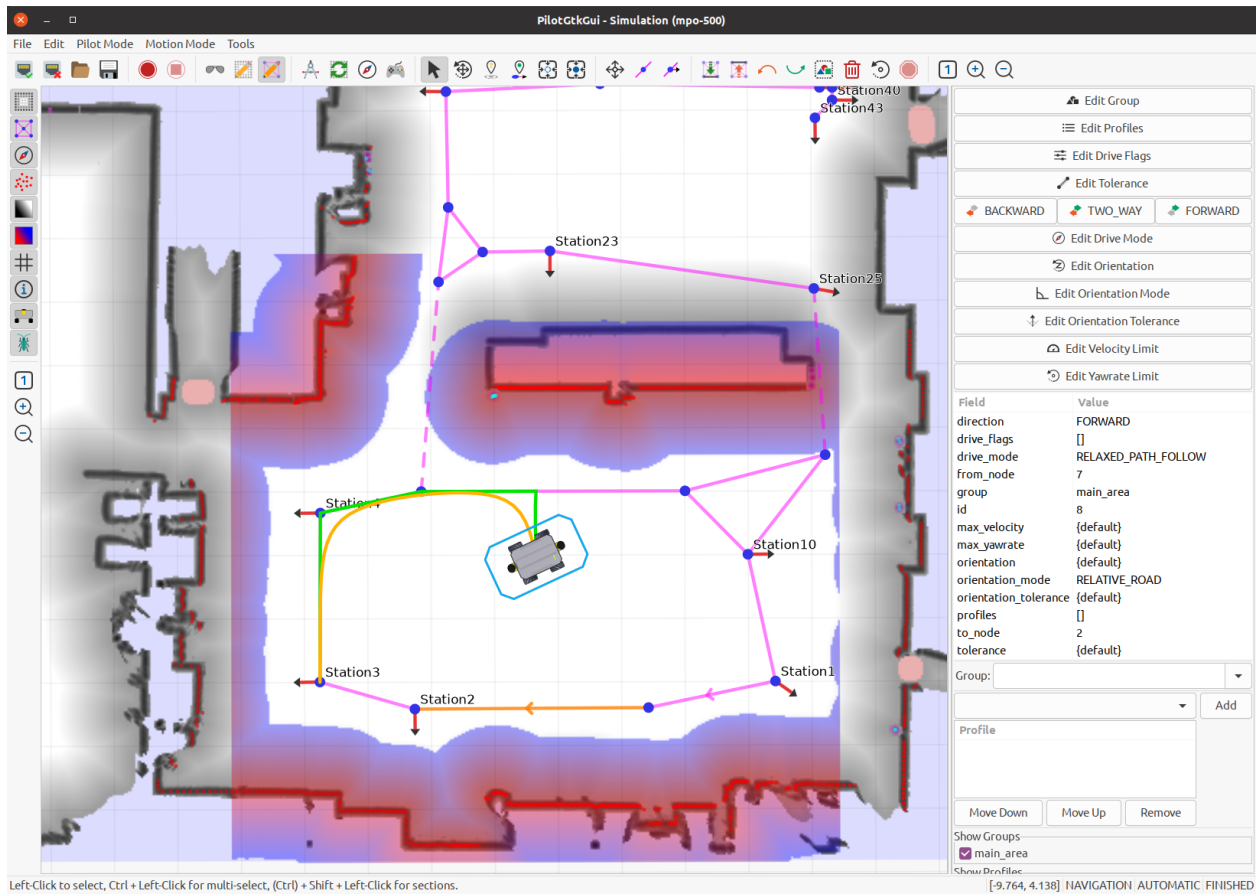 PilotGtkGui - Simulation (mpo-500)
File Edit Pilot Mode Motion Mode Tools
1
1
Station40
Station43
Station23
Station25
Station4
Station10
Station3
Station2
Station1
Edit Group
Edit Profiles
Edit Drive Flags
Edit Tolerance
BACKWARD TWO_WAY FORWARD
Edit Drive Mode
Edit Orientation
Edit Orientation Mode
Edit Orientation Tolerance
Edit Velocity Limit
Edit Yawrate Limit
Field Value
direction FORWARD
drive_flags []
drive_mode RELAXED_PATH_FOLLOW
from_node 7
group main_area
id 8
max_velocity {default}
max_yawrate {default}
orientation {default}
orientation_mode RELATIVE_ROAD
orientation_tolerance {default}
profiles []
to_node 2
tolerance {default}
Group:
Add
Profile
Move Down Move Up Remove
Show Groups
main_area
Show Profiles
Left-Click to select, Ctrl + Left-Click for multi-select, (Ctrl) + Shift + Left-Click for sections.
[-9.764, 4.138] NAVIGATION AUTOMATIC FINISHED